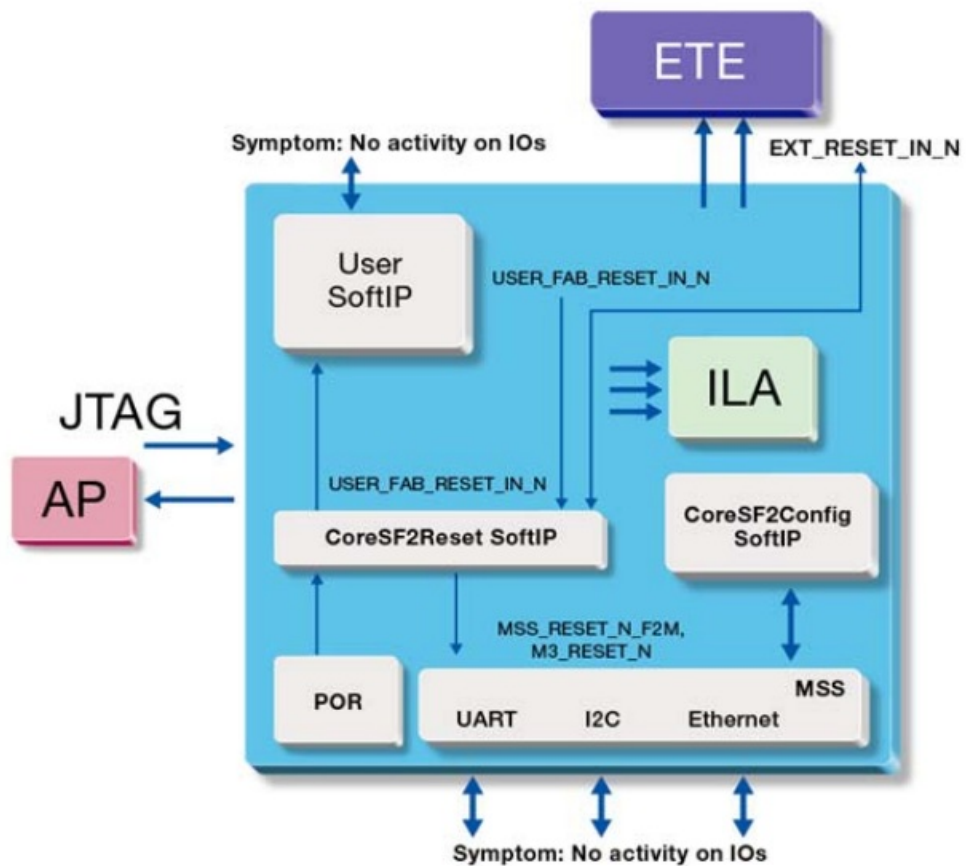 ETE
Symptom: No activity on IOs
EXT_RESET_IN_N
User
SoftIP
USER_FAB_RESET_IN_N
ILA
JTAG
AP
USER_FAB_RESET_IN_N
CoreSF2Reset SoftIP
CoreSF2Config
SoftIP
MSS_RESET_N_F2M,
M3_RESET_N
POR
MSS
UART
I2C
Ethernet
Symptom: No activity on IOs